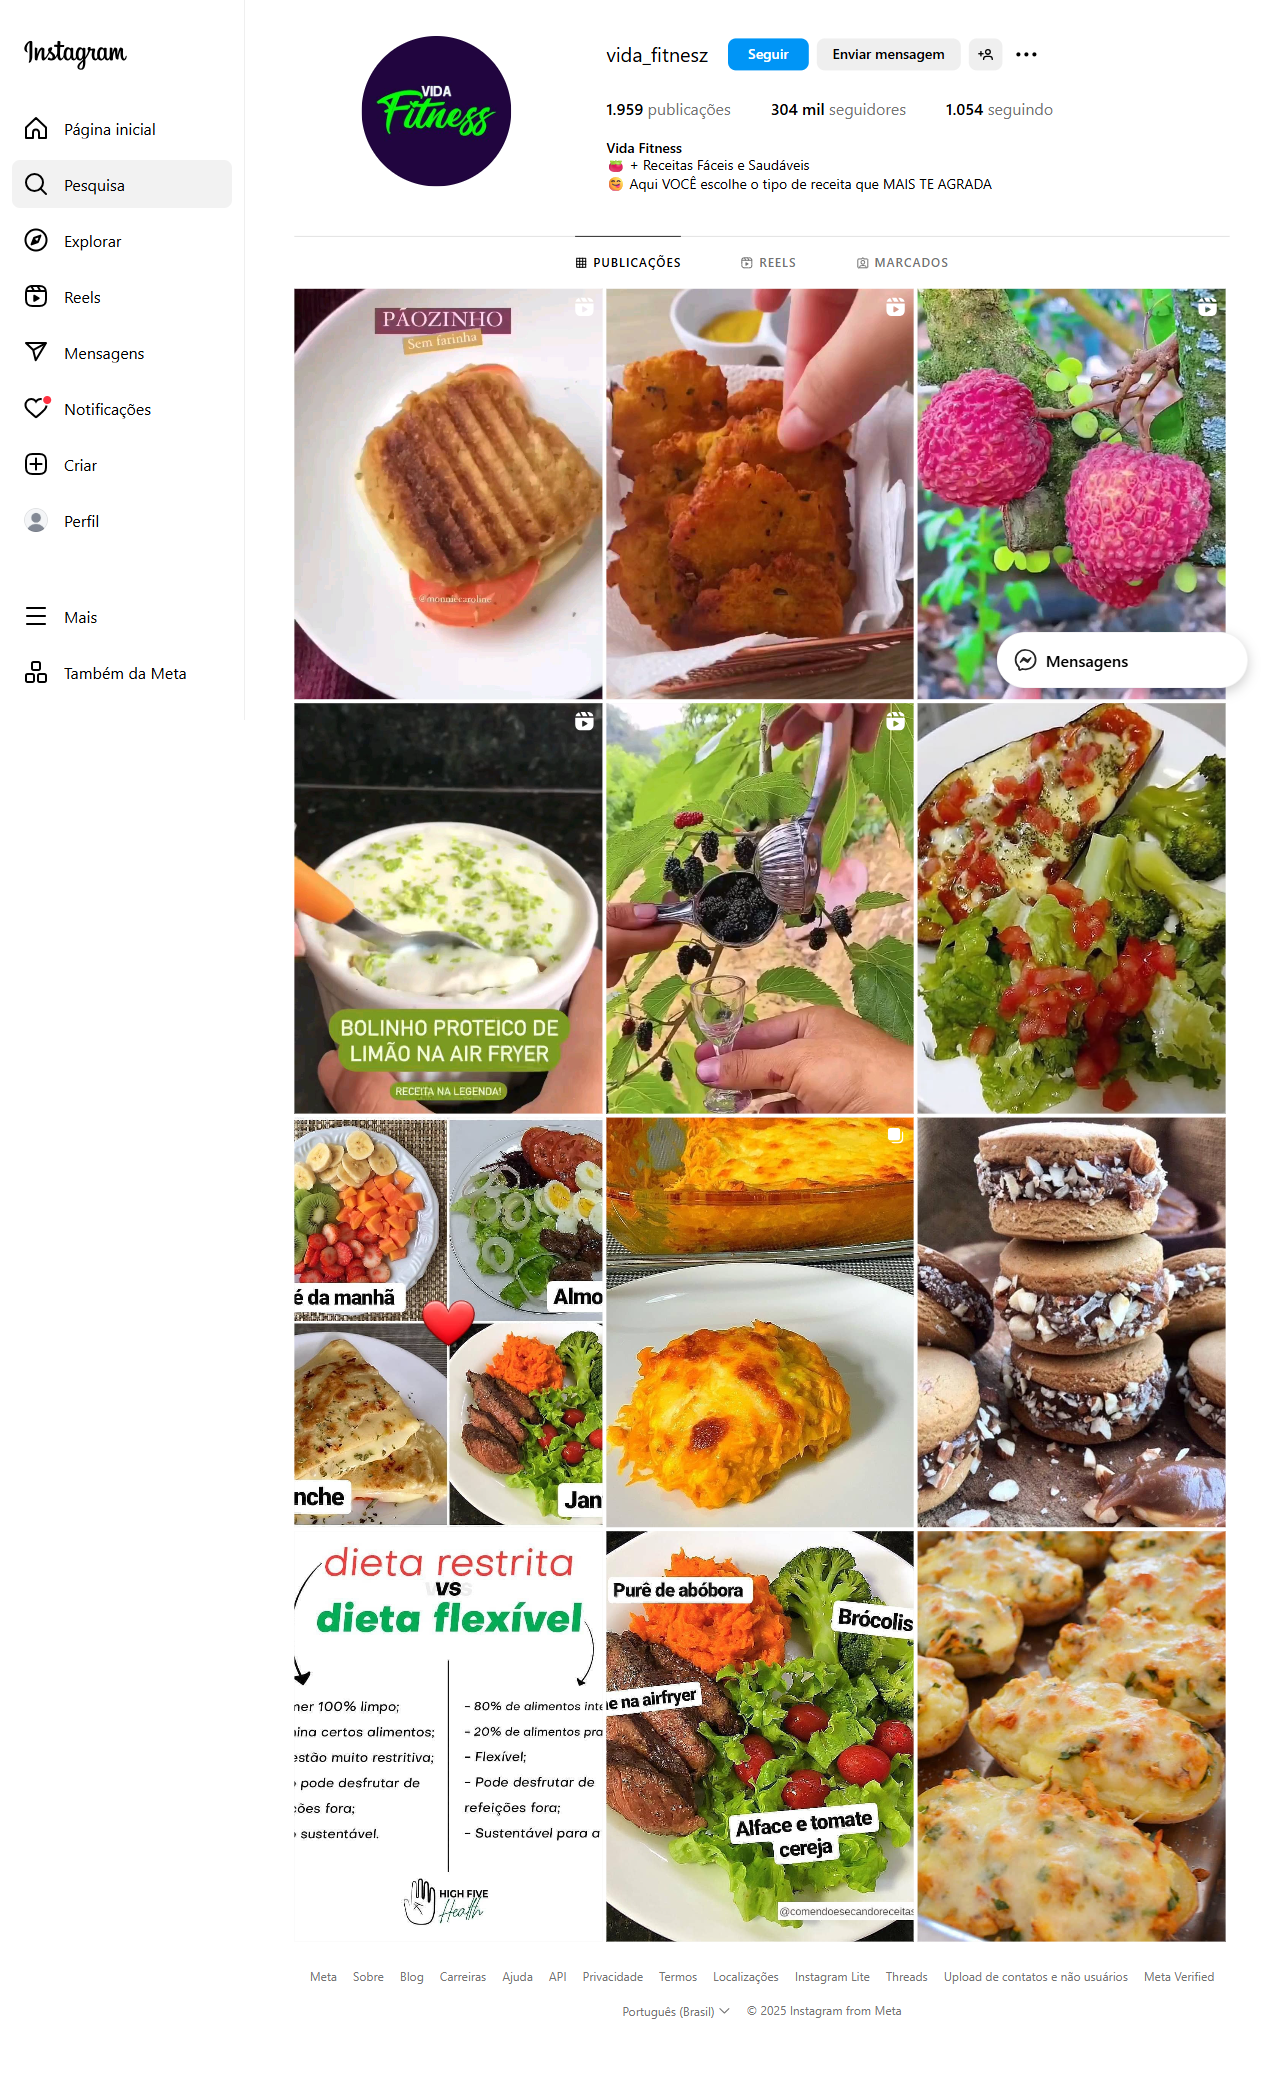 Instagram
Página inicial
Pesquisa
Explorar
Reels
Mensagens
Notificações
Criar
Perfil
Mais
Também da Meta
VIDA
Fitness
vida_fitnesz
Seguir
Enviar mensagem
1.959 publicações
304 mil seguidores
1.054 seguindo
Vida Fitness
+ Receitas Fáceis e Saudáveis
Aqui VOCÊ escolhe o tipo de receita que MAIS TE AGRADA
PUBLICAÇÕES
REELS
MARCADOS
PÃOZINHO
Sem farinha
@monniecaroline
Mensagens
BOLINHO PROTEICO DE
LIMÃO NA AIR FRYER
RECEITA NA LEGENDA!
é da manhã
Almo
nche
Jan
dieta restrita
vs
dieta flexível
ner 100% limpo;
ina certos alimentos;
estão muito restritiva;
pode desfrutar de
ções fora;
sustentável.
- 80% de alimentos inte
- 20% de alimentos pra
- Flexível;
- Pode desfrutar de
refeições fora;
- Sustentável para a
HIGH FIVE
Health
Purê de abóbora
Brócolis
ne na airfryer
Alface e tomate
cereja
@comendoesecandoreceitas
Meta
Sobre
Blog
Carreiras
Ajuda
API
Privacidade
Termos
Localizações
Instagram Lite
Threads
Upload de contatos e não usuários
Meta Verified
Português (Brasil)
© 2025 Instagram from Meta